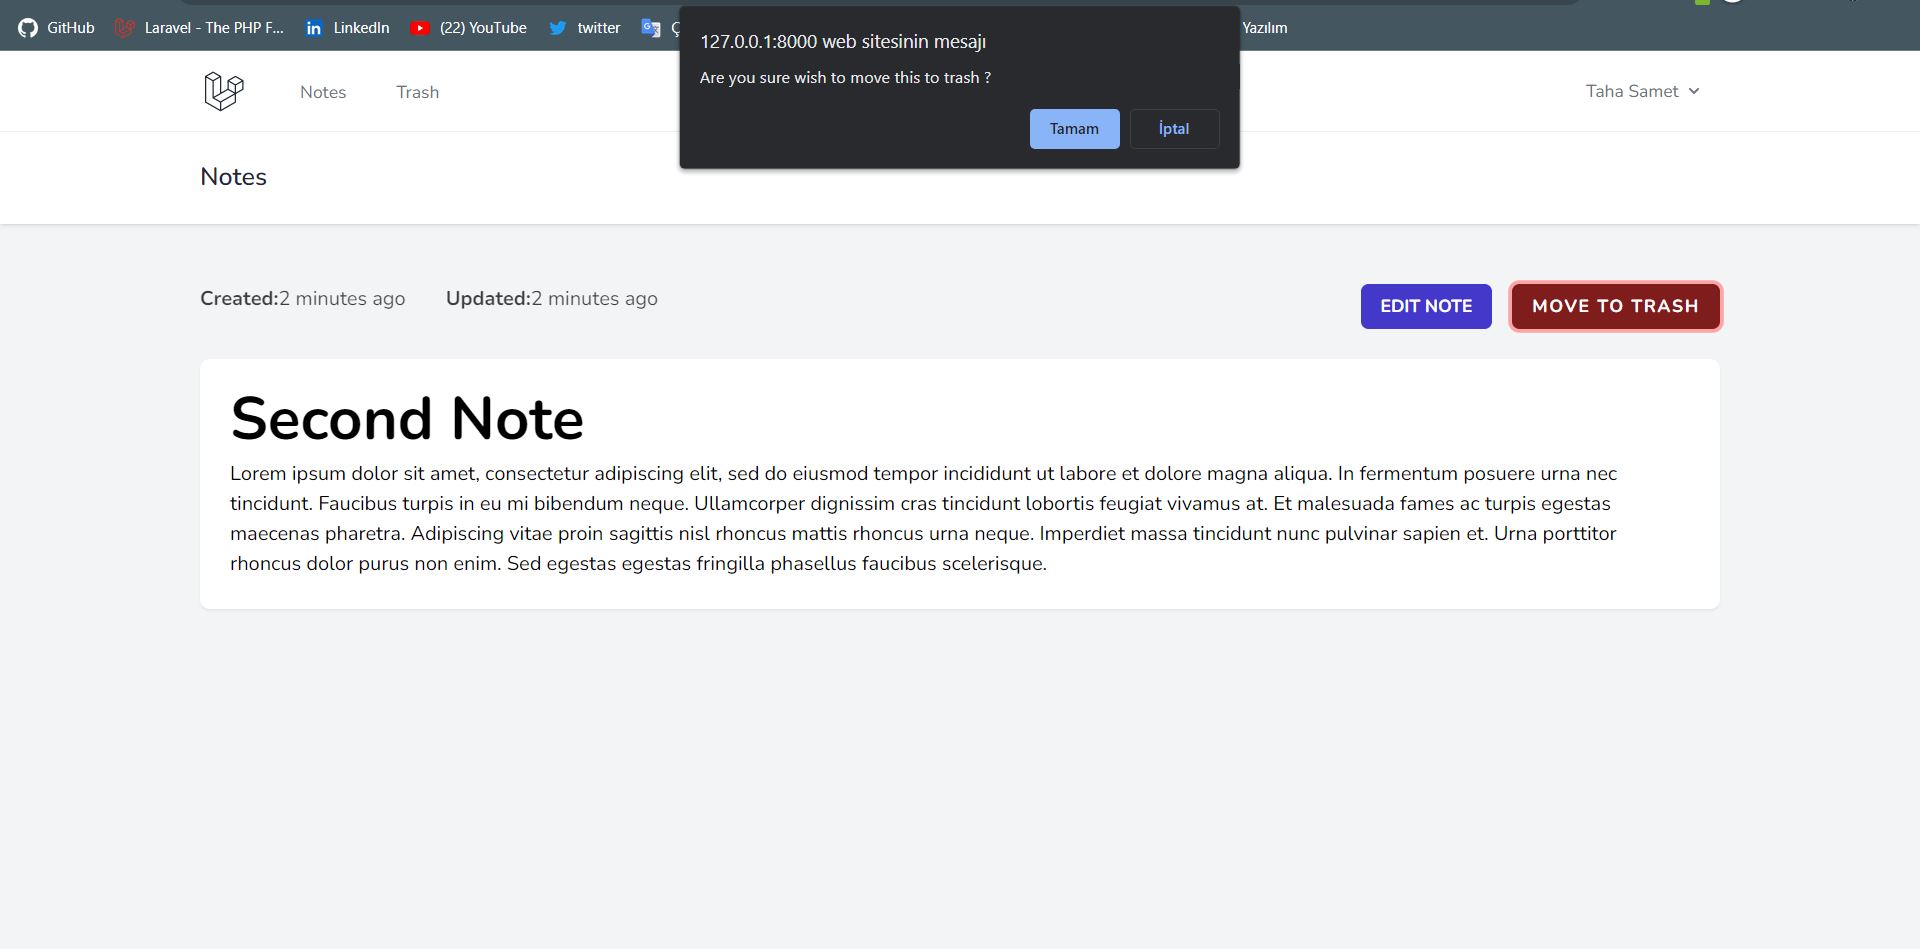 GitHub Laravel - The PHP F... LinkedIn (22) YouTube twitter Yazılım
127.0.0.1:8000 web sitesinin mesajı
Are you sure wish to move this to trash ?
Tamam İptal
Notes Trash Taha Samet
Notes
Created:2 minutes ago Updated:2 minutes ago EDIT NOTE MOVE TO TRASH
Second Note
Lorem ipsum dolor sit amet, consectetur adipiscing elit, sed do eiusmod tempor incididunt ut labore et dolore magna aliqua. In fermentum posuere urna nec
tincidunt. Faucibus turpis in eu mi bibendum neque. Ullamcorper dignissim cras tincidunt lobortis feugiat vivamus at. Et malesuada fames ac turpis egestas
maecenas pharetra. Adipiscing vitae proin sagittis nisl rhoncus mattis rhoncus urna neque. Imperdiet massa tincidunt nunc pulvinar sapien et. Urna porttitor
rhoncus dolor purus non enim. Sed egestas egestas fringilla phasellus faucibus scelerisque.